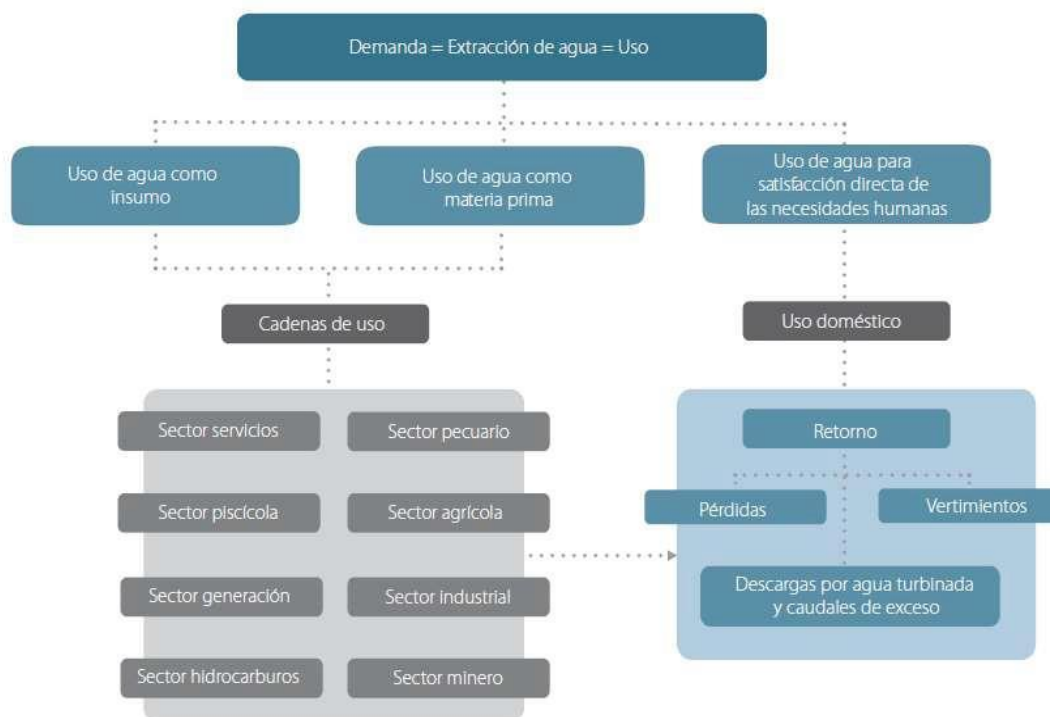 Demanda = Extracción de agua = Uso
Uso de agua como
insumo
Uso de agua como
materia prima
Uso de agua para
satisfacción directa de
las necesidades humanas
Cadenas de uso
Uso doméstico
Sector servicios
Sector pecuario
Sector piscícola
Sector agrícola
Sector generación
Sector industrial
Sector hidrocarburos
Sector minero
Retorno
Pérdidas
Vertimientos
Descargas por agua turbinada
y caudales de exceso